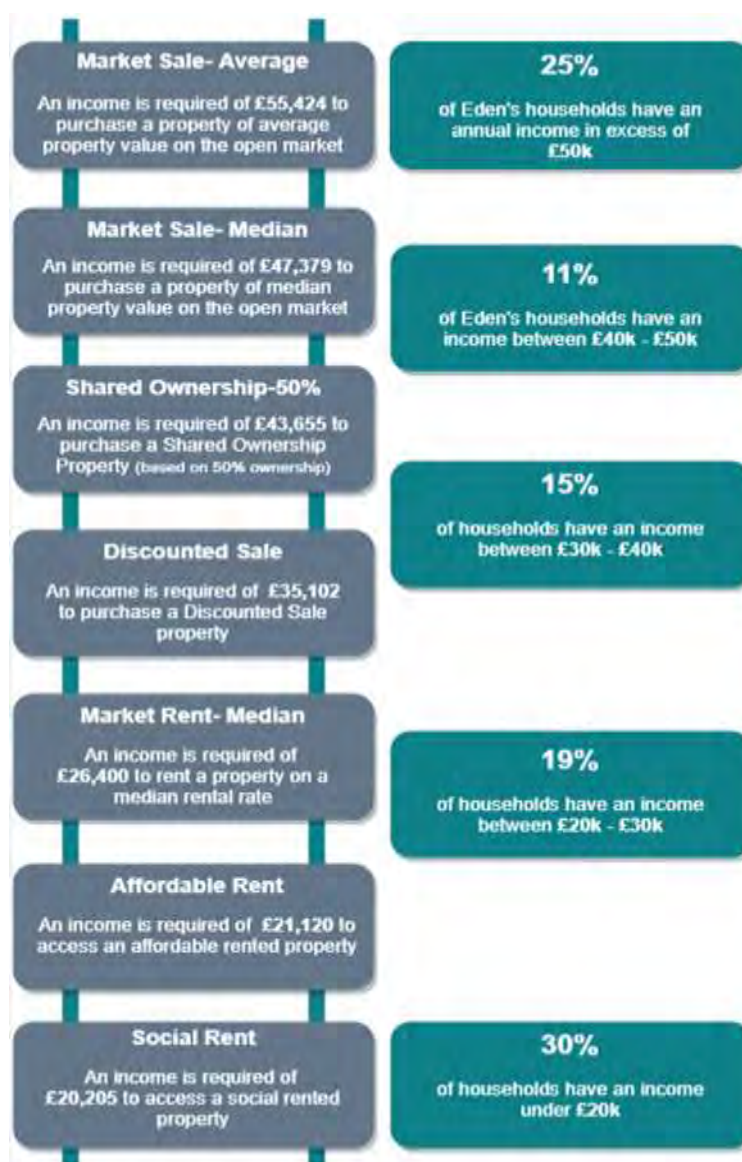 Market Sale- Average
An income is required of £55,424 to
purchase a property of average
property value on the open market
25%
of Eden's households have an
annual income in excess of
£50k
Market Sale- Median
An income is required of £47,379 to
purchase a property of median
property value on the open market
11%
of Eden's households have an
income between £40k - £50k
Shared Ownership-50%
An income is required of £43,655 to
purchase a Shared Ownership
Property (based on 50% ownership)
15%
of households have an income
between £30k - £40k
Discounted Sale
An income is required of £35,102
to purchase a Discounted Sale
property
Market Rent- Median
An income is required of
£26,400 to rent a property on a
median rental rate
19%
of households have an income
between £20k - £30k
Affordable Rent
An income is required of £21,120 to
access an affordable rented property
Social Rent
An income is required of
£20,205 to access a social rented
property
30%
of households have an income
under £20k